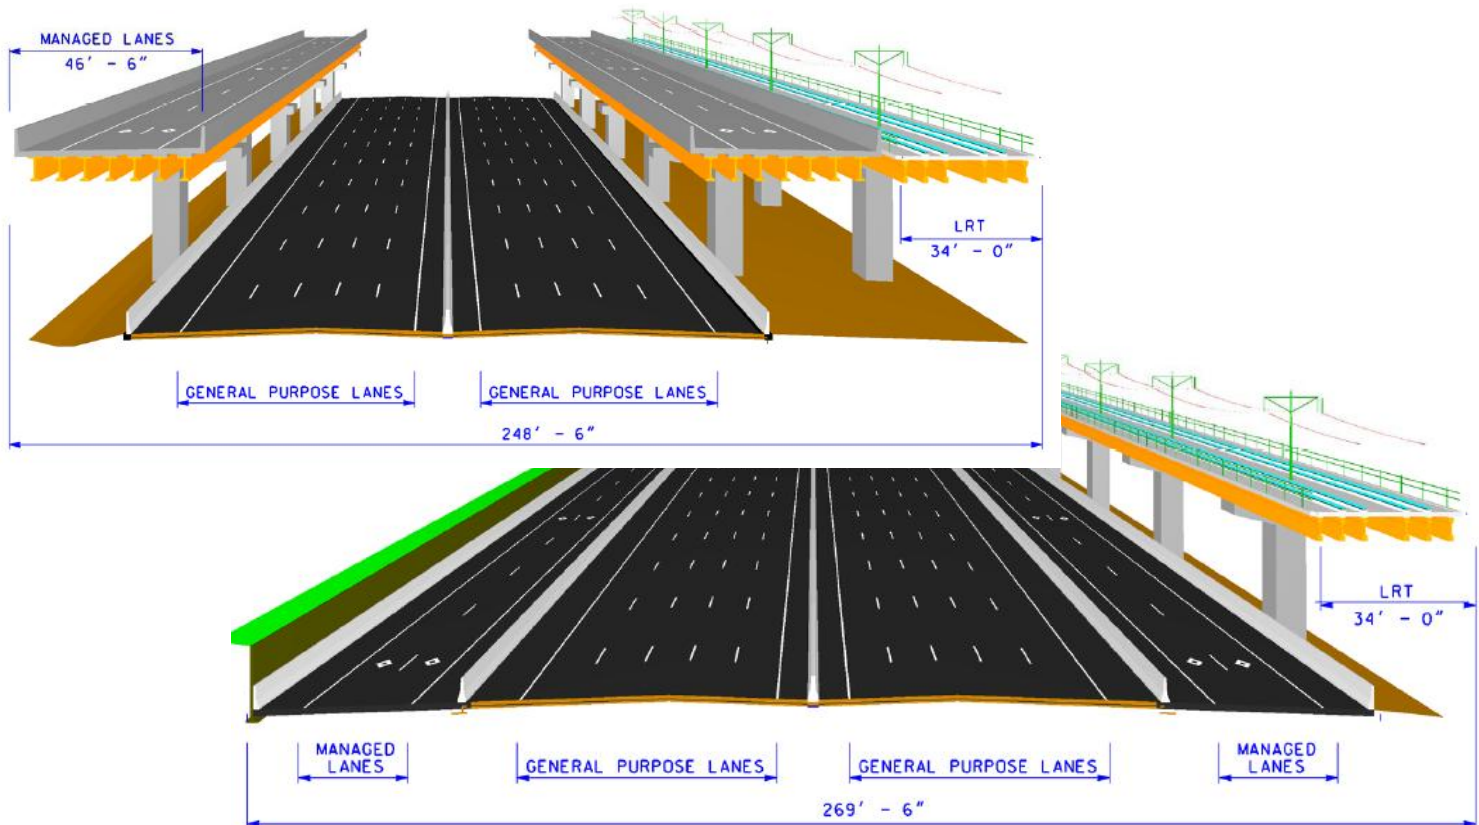 MANAGED LANES
46' - 6"
LRT
34' - 0"
GENERAL PURPOSE LANES
GENERAL PURPOSE LANES
248' - 6"
LRT
34' - 0"
MANAGED
LANES
GENERAL PURPOSE LANES
GENERAL PURPOSE LANES
MANAGED
LANES
269' - 6"